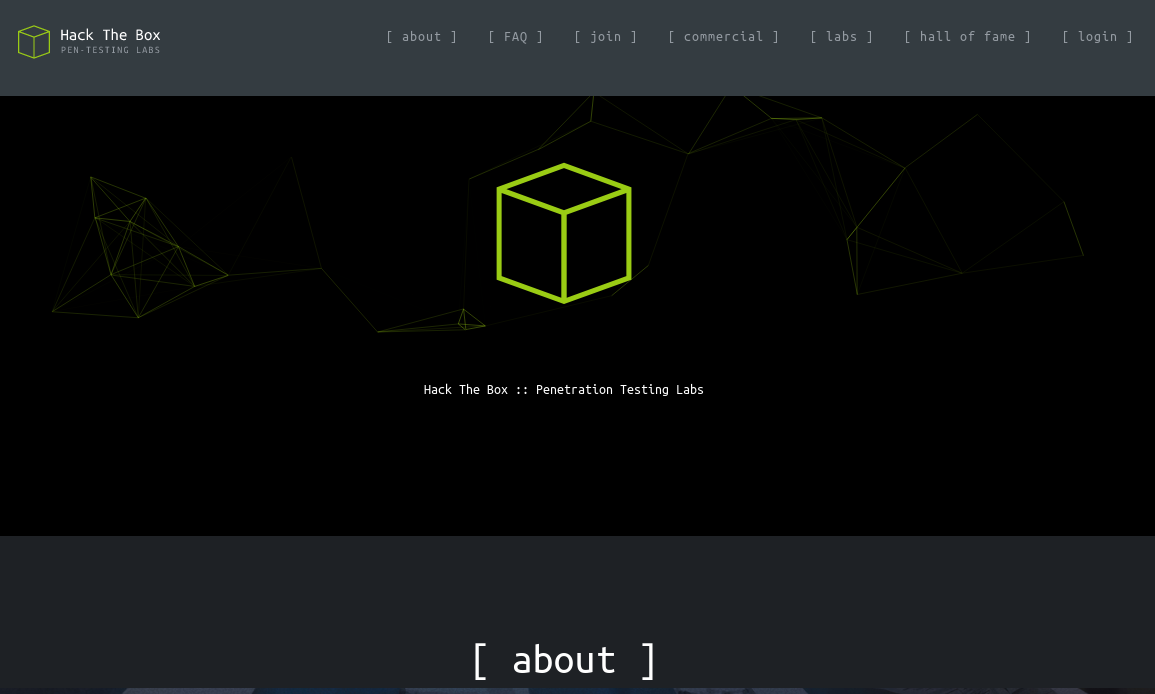 Hack The Box
PEN-TESTING LABS
[ about ] [ FAQ ] [ join ] [ commercial ] [ labs ] [ hall of fame ] [ login ]
Hack The Box :: Penetration Testing Labs
[ about ]